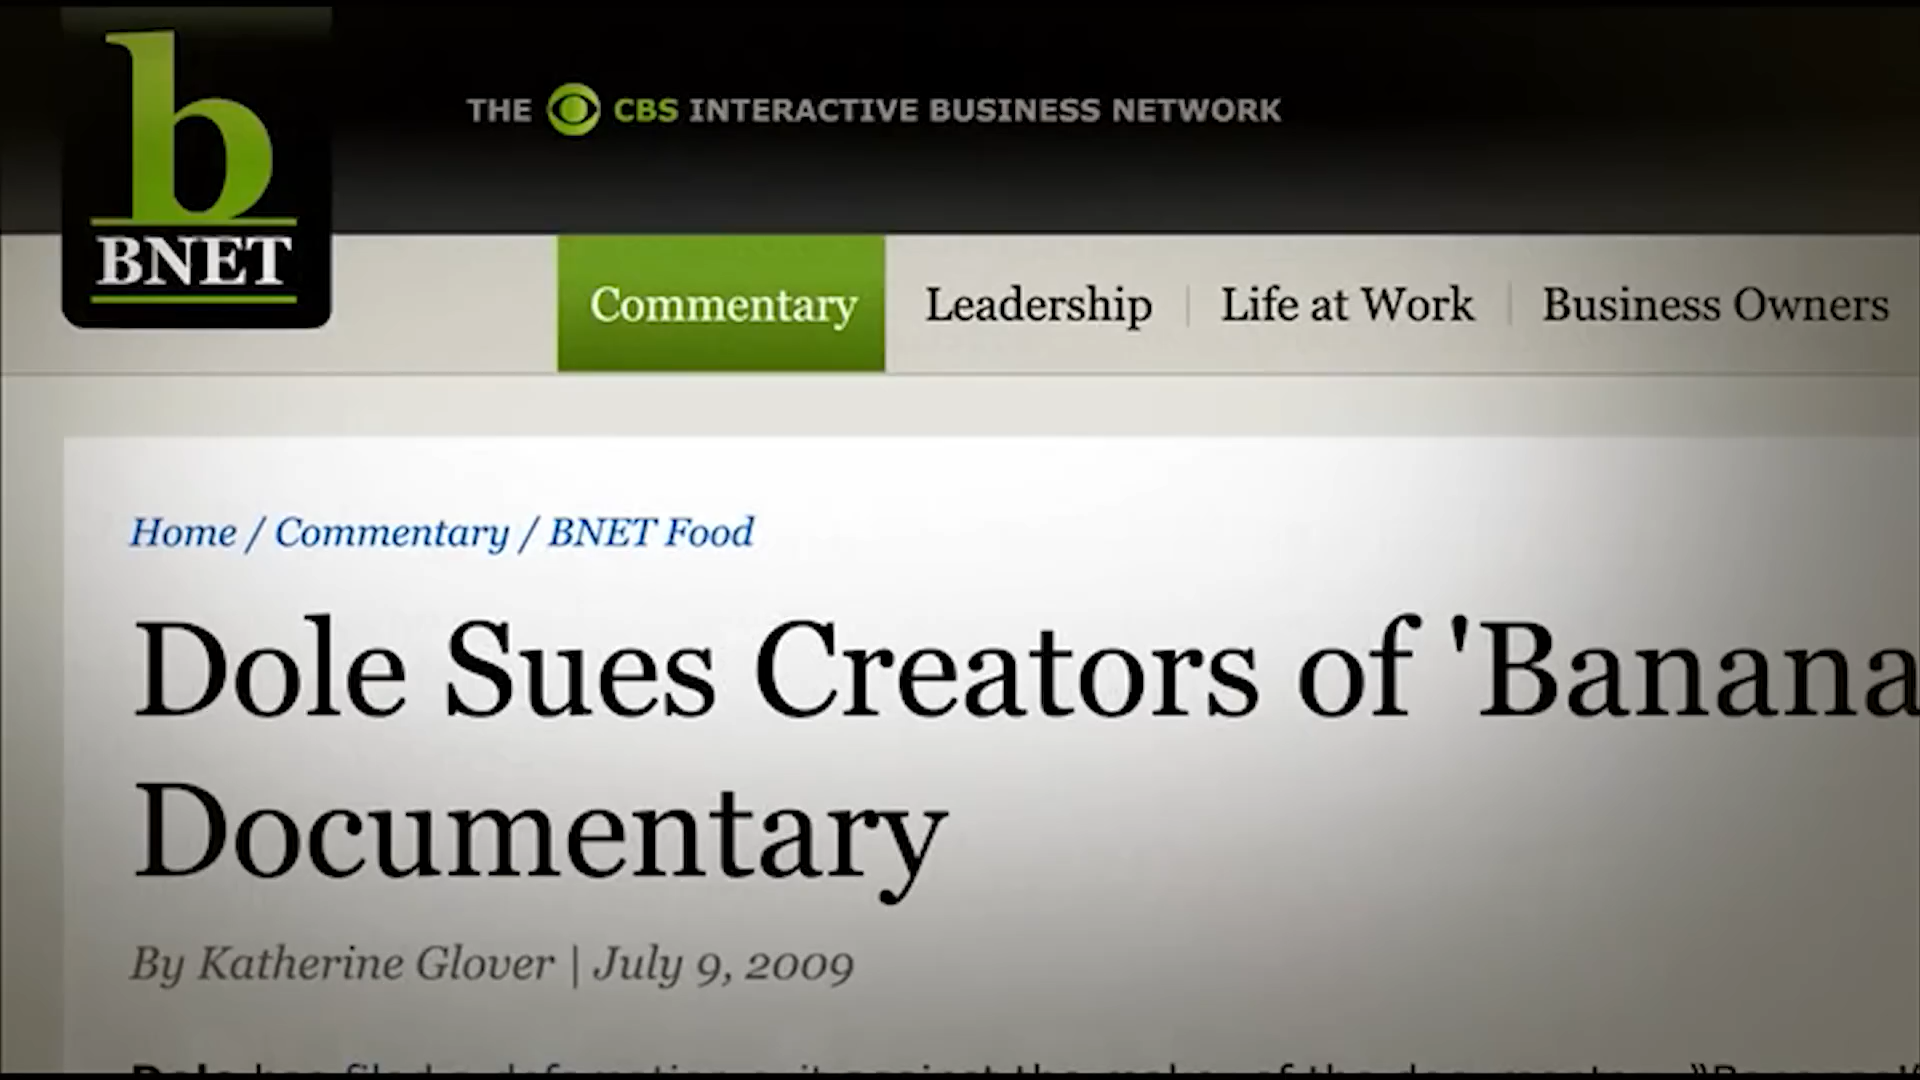 b
BNET
THE CBS INTERACTIVE BUSINESS NETWORK
Commentary Leadership Life at Work Business Owners
Home / Commentary / BNET Food
Dole Sues Creators of 'Banana
Documentary
By Katherine Glover | July 9, 2009